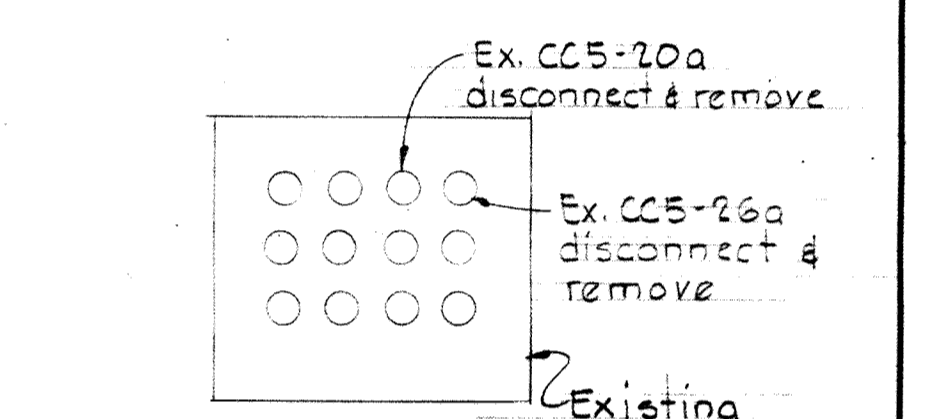 Ex. CC5-20a
disconnect & remove
Ex. CC5-26a
disconnect &
remove
Existing